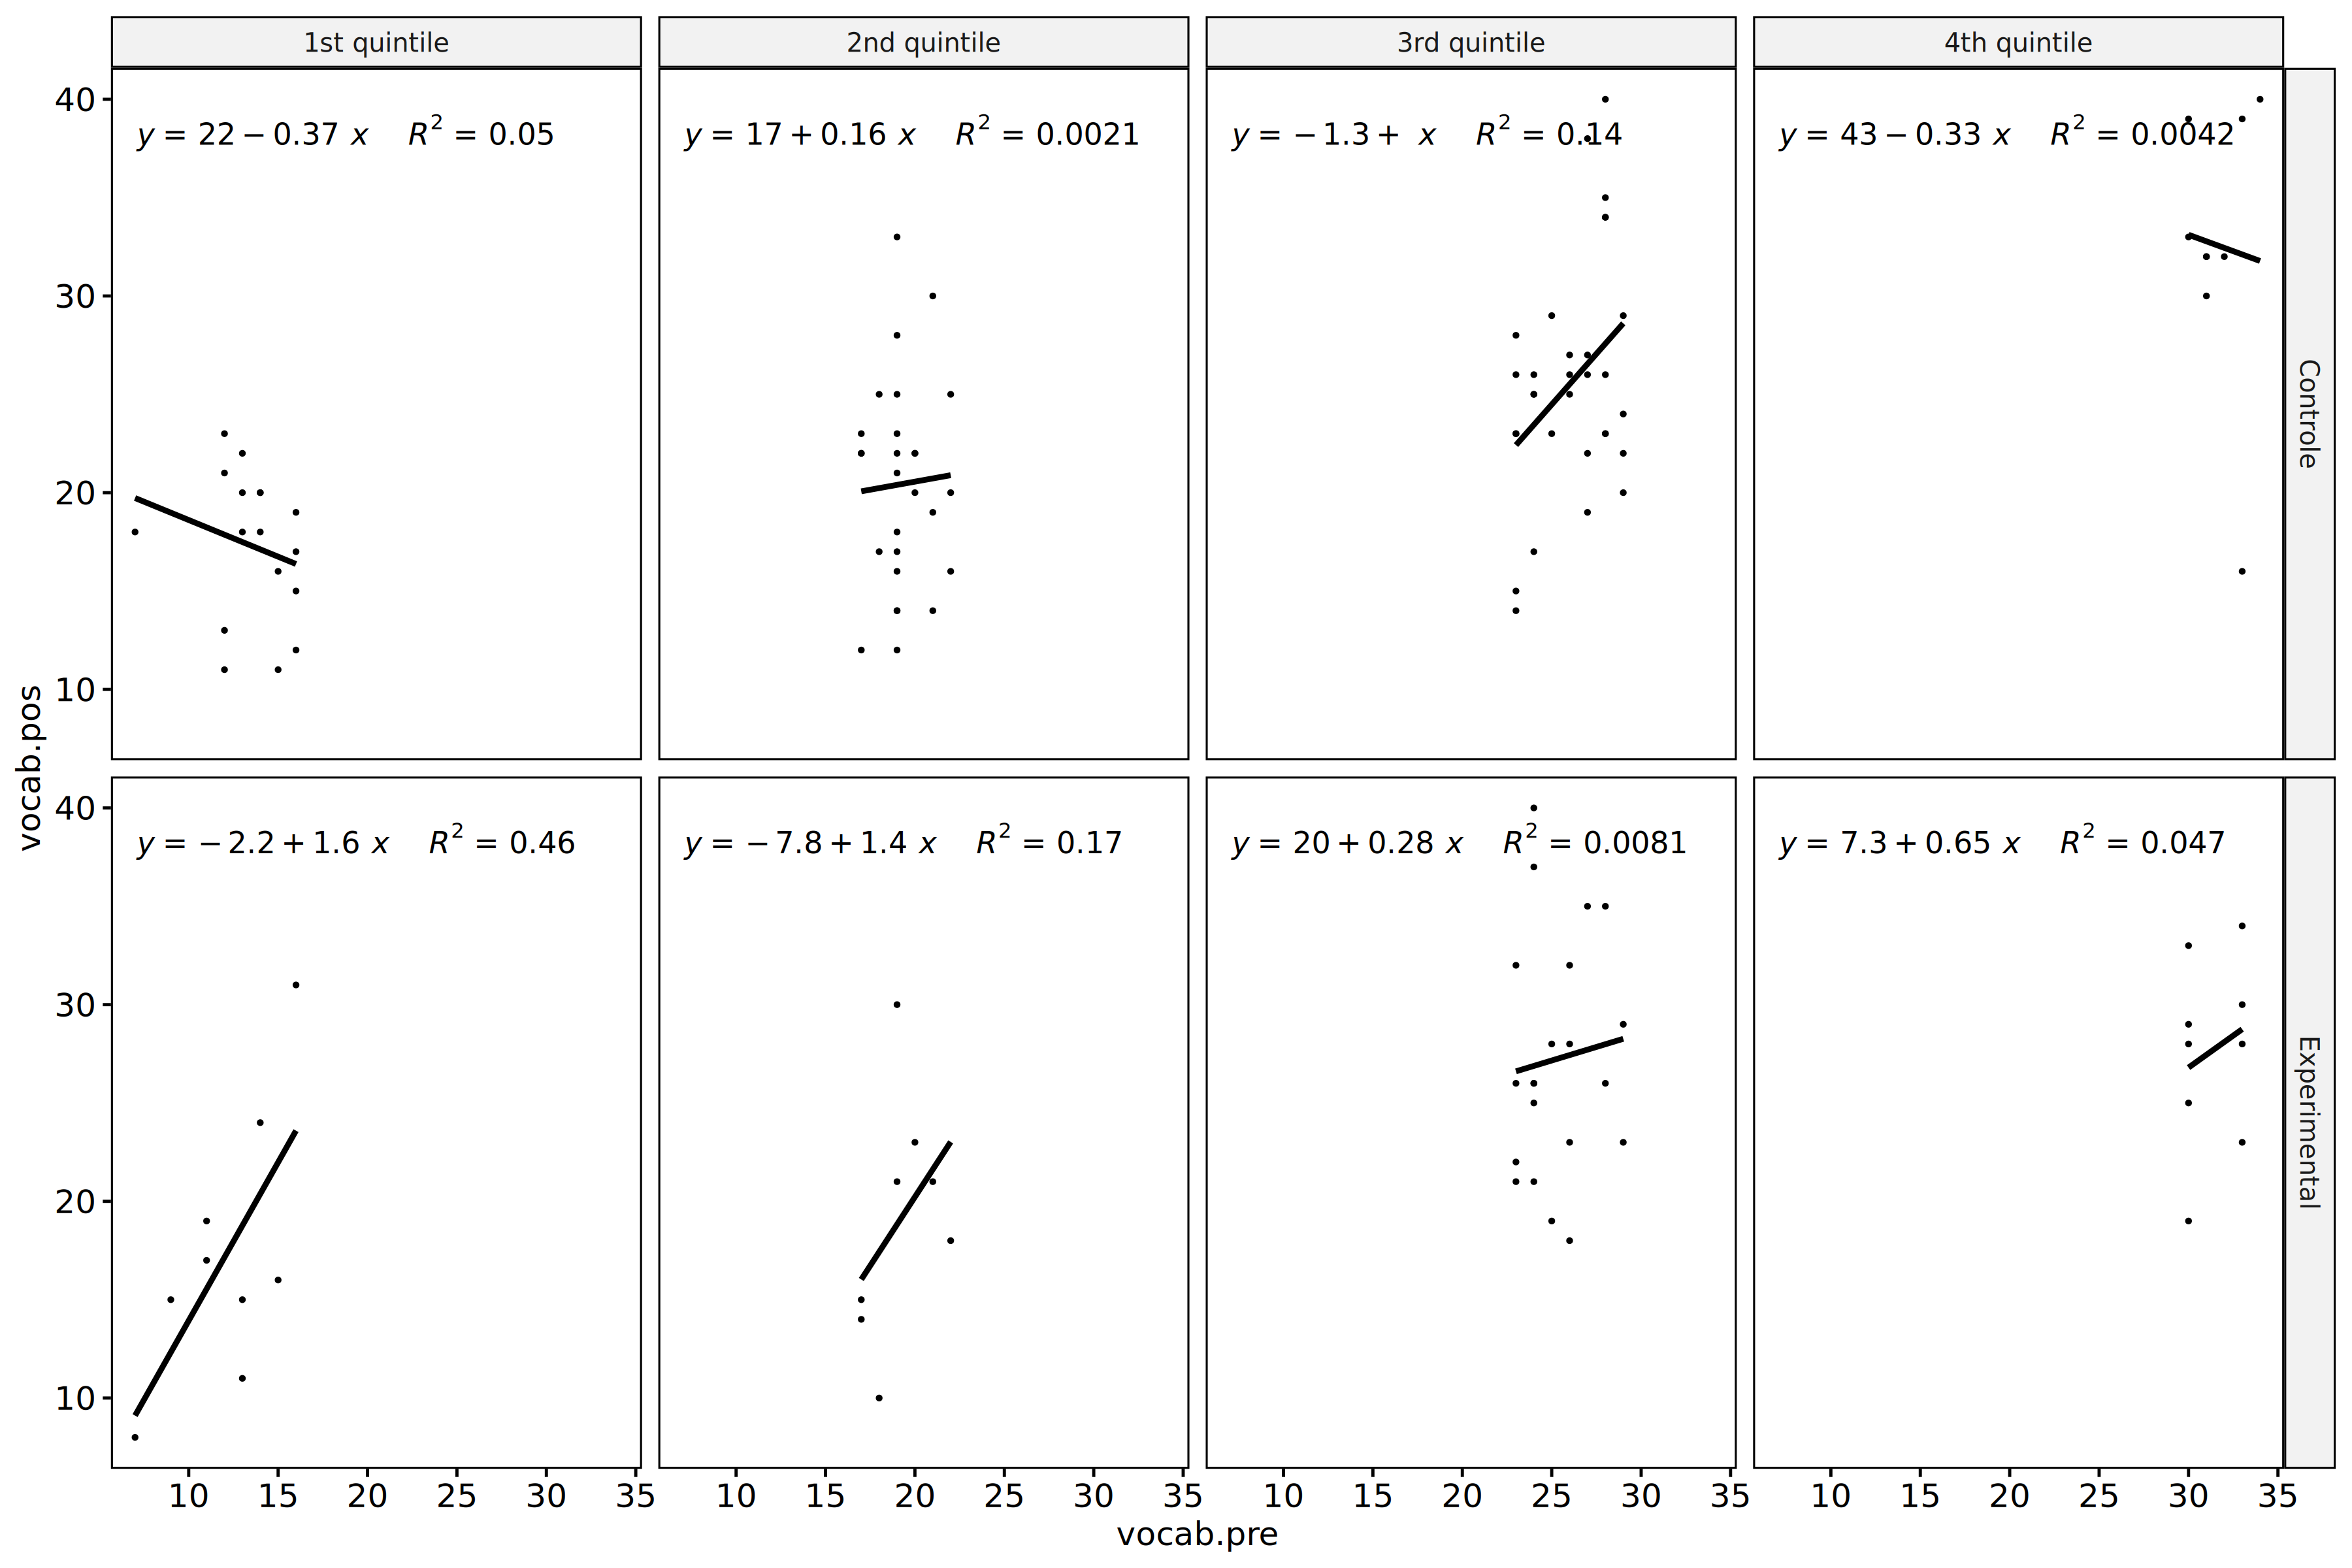 1st quintile 2nd quintile 3rd quintile 4th quintile
y = 22 − 0.37 x R² = 0.05
y = 17 + 0.16 x R² = 0.0021
y = − 1.3 + x R² = 0.14
y = 43 − 0.33 x R² = 0.0042
40
30
20
10
Controle
y = − 2.2 + 1.6 x R² = 0.46
y = − 7.8 + 1.4 x R² = 0.17
y = 20 + 0.28 x R² = 0.0081
y = 7.3 + 0.65 x R² = 0.047
40
30
20
10
Experimental
vocab.pos
10 15 20 25 30 35 10 15 20 25 30 35 10 15 20 25 30 35 10 15 20 25 30 35
vocab.pre